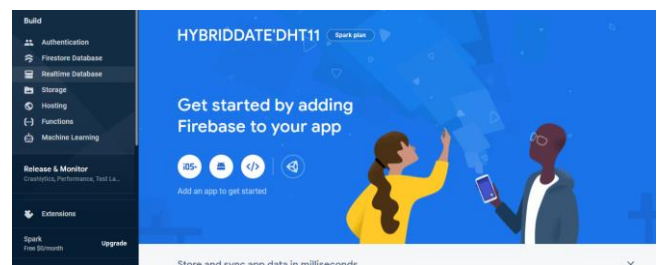 Build
Authentication
Firestore Database
Realtime Database
Storage
Hosting
Functions
Machine Learning
Release & Monitor
Crashlytics, Performance, Test La...
Extensions
Spark
Free $0/month
Upgrade
HYBRIDDATE'DHT11
Spark plan
Get started by adding
Firebase to your app
iOS+
Add an app to get started
Store and sync app data in milliseconds